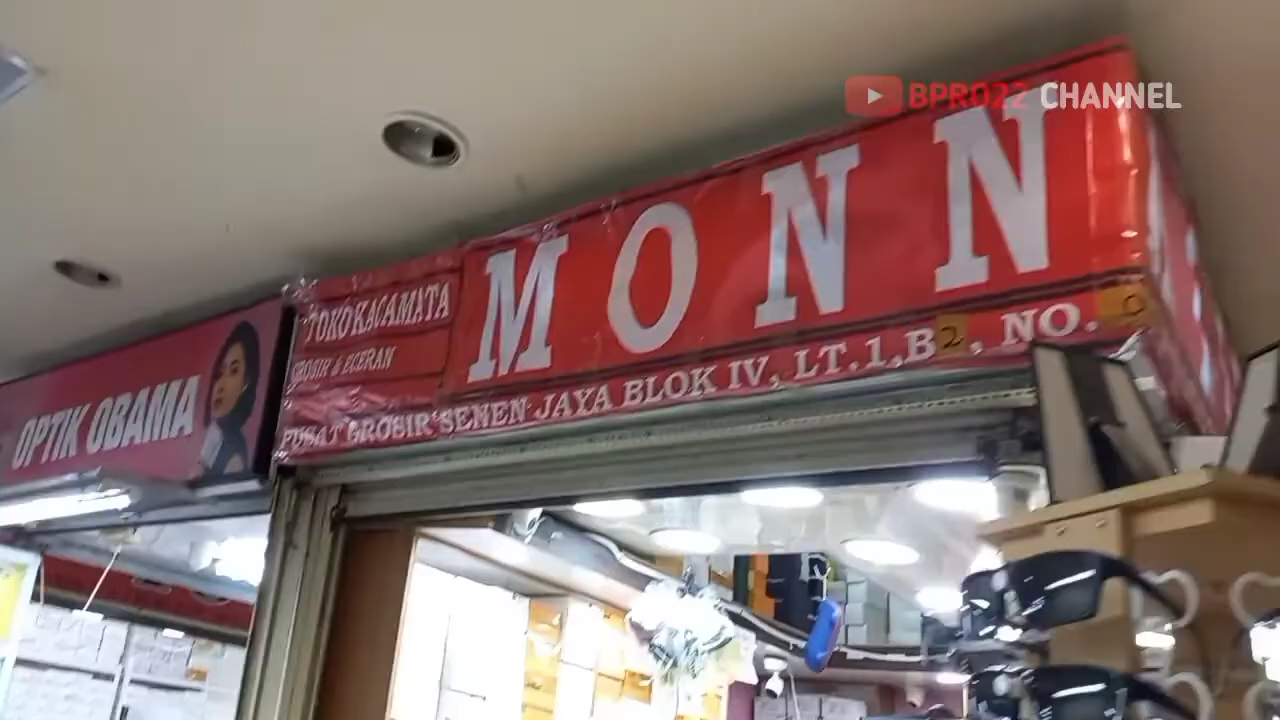 BPRO22 CHANNEL
TOKO KACAMATA
GROSIR & ECERAN
MONN
PUSAT GROSIR SENEN JAYA BLOK IV, LT.1,B2, NO. 0
OPTIK OBAMA